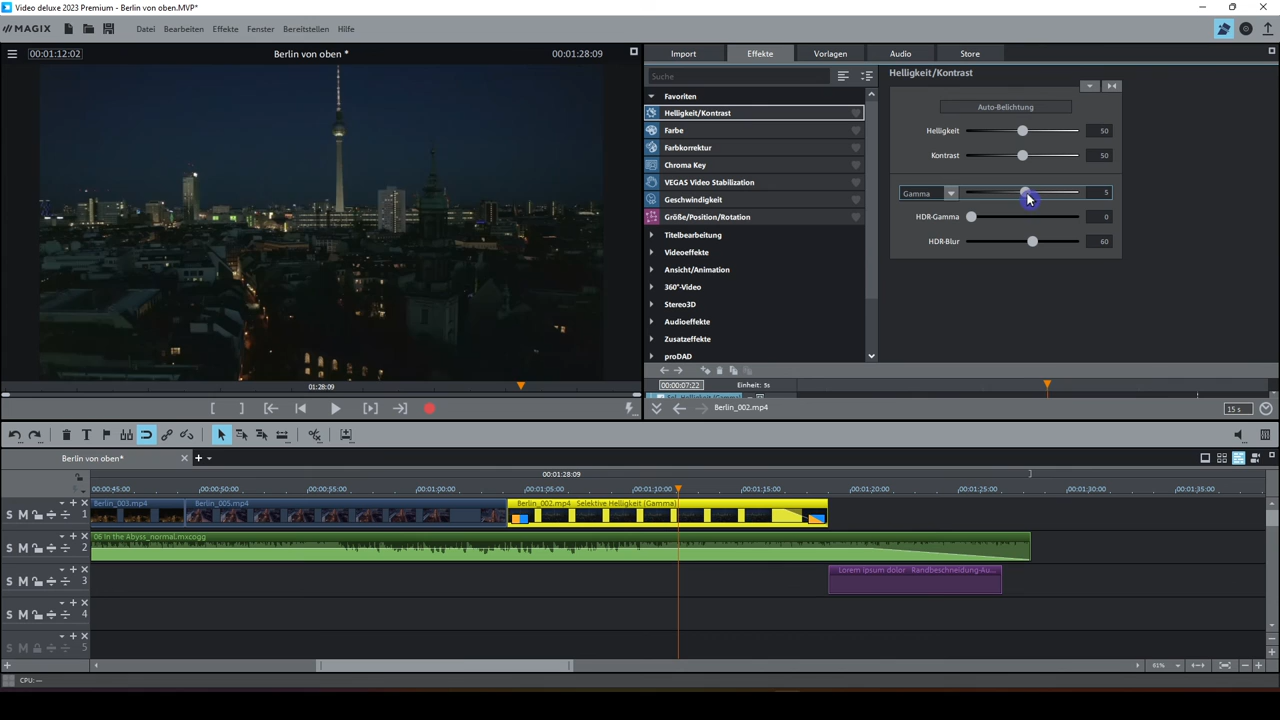 Video deluxe 2023 Premium - Berlin von oben.MVP*
MAGIX
Datei Bearbeiten Effekte Fenster Bereitstellen Hilfe
00:01:12:02 Berlin von oben * 00:01:28:09
Import Effekte Vorlagen Audio Store
Suche
Favoriten
Helligkeit/Kontrast
Farbe
Farbkorrektur
Chroma Key
VEGAS Video Stabilization
Geschwindigkeit
Größe/Position/Rotation
Titelbearbeitung
Videoeffekte
Ansicht/Animation
360°-Video
Stereo3D
Audioeffekte
Zusatzeffekte
proDAD
Helligkeit/Kontrast
Auto-Belichtung
Helligkeit 50
Kontrast 50
Gamma 5
HDR-Gamma 0
HDR-Blur 60
01:28:09
00:00:07:22 Einheit: 5s
Berlin_002.mp4
15 s
Berlin von oben*
00:01:28:09
00:00:45:00 00:00:50:00 00:00:55:00 00:01:00:00 00:01:05:00 00:01:10:00 00:01:15:00 00:01:20:00 00:01:25:00 00:01:30:00 00:01:35:00
S M 1
Berlin_003.mp4 Berlin_005.mp4 Berlin_002.mp4 Selektive Helligkeit (Gamma)
S M 2
06 In the Abyss_normal.mxcogg
S M 3
Lorem ipsum dolor Randbeschneidung-Au...
S M 4
S M 5
61%
CPU: —